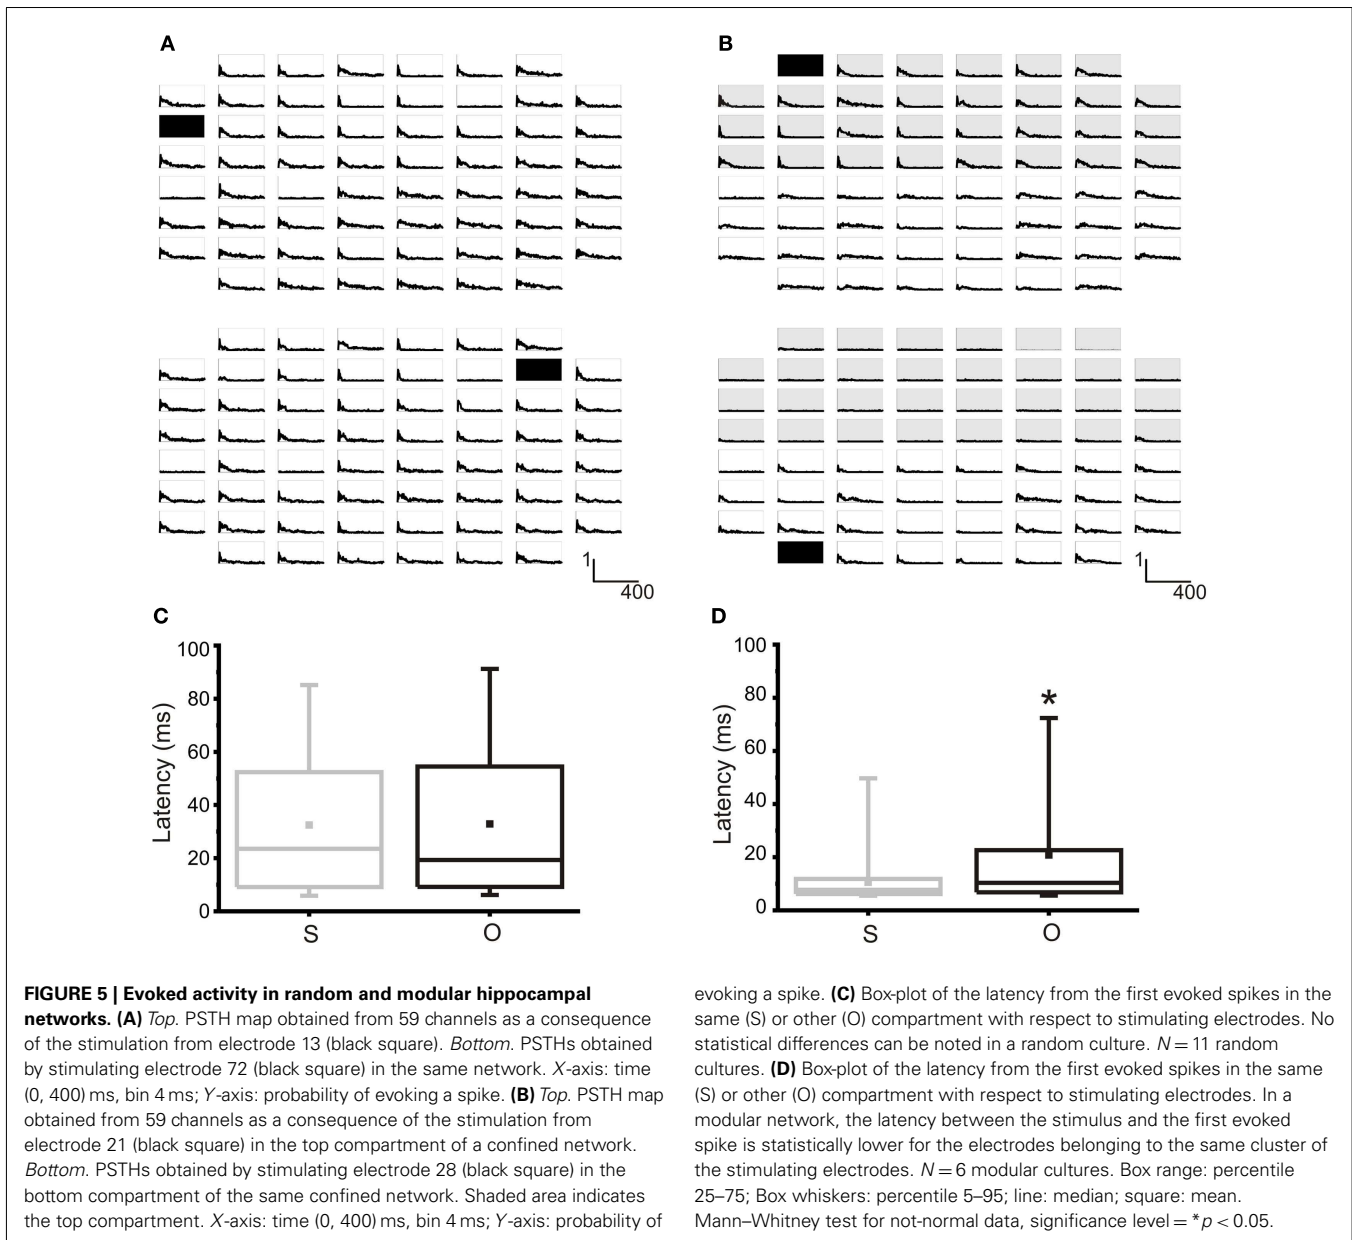 A
B
1
400
1
400
C
100
80
60
40
20
0
Latency (ms)
S
O
D
100
80
60
40
20
0
Latency (ms)
*
S
O
FIGURE 5 | Evoked activity in random and modular hippocampal
networks. (A) Top. PSTH map obtained from 59 channels as a consequence
of the stimulation from electrode 13 (black square). Bottom. PSTHs obtained
by stimulating electrode 72 (black square) in the same network. X-axis: time
(0, 400) ms, bin 4 ms; Y-axis: probability of evoking a spike. (B) Top. PSTH map
obtained from 59 channels as a consequence of the stimulation from
electrode 21 (black square) in the top compartment of a confined network.
Bottom. PSTHs obtained by stimulating electrode 28 (black square) in the
bottom compartment of the same confined network. Shaded area indicates
the top compartment. X-axis: time (0, 400) ms, bin 4 ms; Y-axis: probability of
evoking a spike. (C) Box-plot of the latency from the first evoked spikes in the
same (S) or other (O) compartment with respect to stimulating electrodes. No
statistical differences can be noted in a random culture. N = 11 random
cultures. (D) Box-plot of the latency from the first evoked spikes in the same
(S) or other (O) compartment with respect to stimulating electrodes. In a
modular network, the latency between the stimulus and the first evoked
spike is statistically lower for the electrodes belonging to the same cluster of
the stimulating electrodes. N = 6 modular cultures. Box range: percentile
25–75; Box whiskers: percentile 5–95; line: median; square: mean.
Mann–Whitney test for not-normal data, significance level = *p < 0.05.